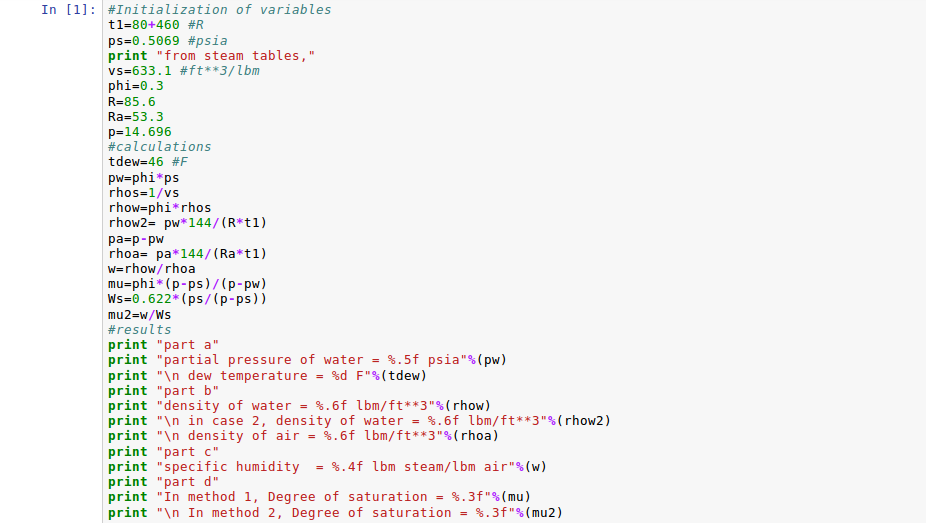 In [1]: #Initialization of variables
t1=80+460 #R
ps=0.5069 #psia
print "from steam tables,"
vs=633.1 #ft**3/lbm
phi=0.3
R=85.6
Ra=53.3
p=14.696
#calculations
tdew=46 #F
pw=phi*ps
rhos=1/vs
rhow=phi*rhos
rhow2= pw*144/(R*t1)
pa=p-pw
rhoa= pa*144/(Ra*t1)
w=rhow/rhoa
mu=phi*(p-ps)/(p-pw)
Ws=0.622*(ps/(p-ps))
mu2=w/Ws
#results
print "part a"
print "partial pressure of water = %.5f psia"%(pw)
print "\n dew temperature = %d F"%(tdew)
print "part b"
print "density of water = %.6f lbm/ft**3"%(rhow)
print "\n in case 2, density of water = %.6f lbm/ft**3"%(rhow2)
print "\n density of air = %.6f lbm/ft**3"%(rhoa)
print "part c"
print "specific humidity  = %.4f lbm steam/lbm air"%(w)
print "part d"
print "In method 1, Degree of saturation = %.3f"%(mu)
print "\n In method 2, Degree of saturation = %.3f"%(mu2)